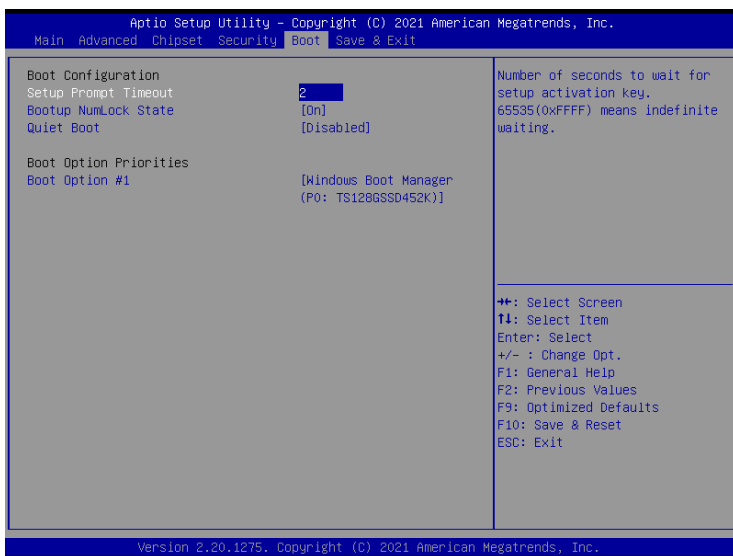 Aptio Setup Utility – Copyright (C) 2021 American Megatrends, Inc.
Main Advanced Chipset Security Boot Save & Exit
Boot Configuration
Setup Prompt Timeout 2
Bootup NumLock State [On]
Quiet Boot [Disabled]
Boot Option Priorities
Boot Option #1 [Windows Boot Manager
(P0: TS128GSSD452K)]
Number of seconds to wait for
setup activation key.
65535(0xFFFF) means indefinite
waiting.
→←: Select Screen
↑↓: Select Item
Enter: Select
+/- : Change Opt.
F1: General Help
F2: Previous Values
F9: Optimized Defaults
F10: Save & Reset
ESC: Exit
Version 2.20.1275. Copyright (C) 2021 American Megatrends, Inc.